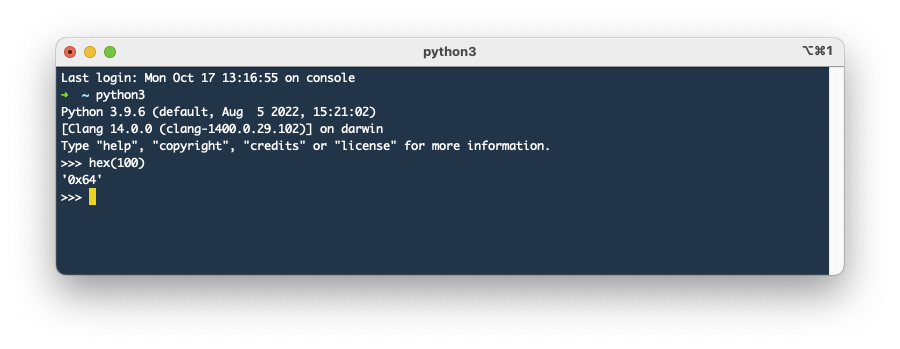 python3
⌥⌘1
Last login: Mon Oct 17 13:16:55 on console
➜  ~ python3
Python 3.9.6 (default, Aug  5 2022, 15:21:02)
[Clang 14.0.0 (clang-1400.0.29.102)] on darwin
Type "help", "copyright", "credits" or "license" for more information.
>>> hex(100)
'0x64'
>>>